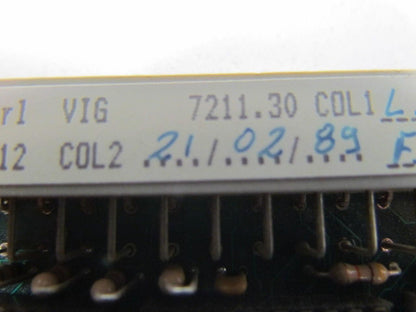 rl VIG 7211.30 COL1 L
12 COL2 21/02/89 F